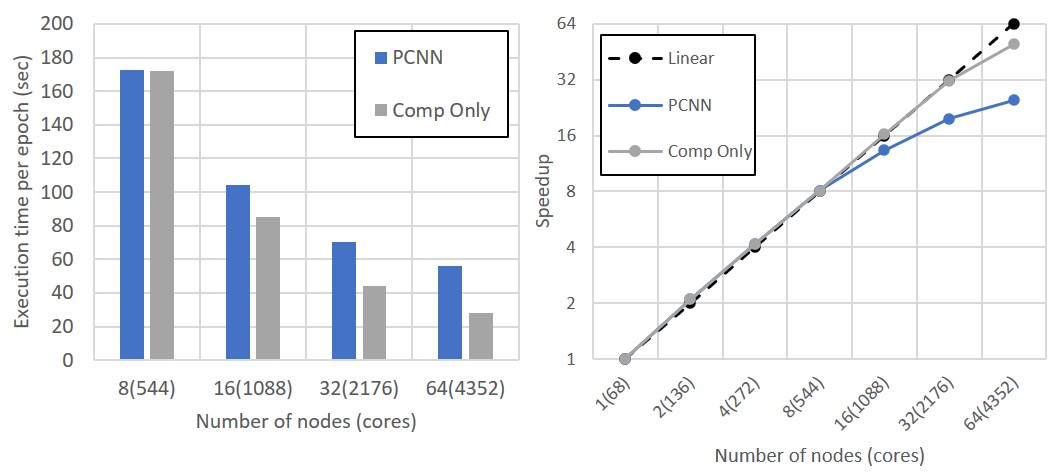 200
180
160
140
120
100
80
60
40
20
0
Execution time per epoch (sec)
PCNN
Comp Only
8(544) 16(1088) 32(2176) 64(4352)
Number of nodes (cores)
64
32
16
8
4
2
1
Speedup
Linear
PCNN
Comp Only
1(68) 2(136) 4(272) 8(544) 16(1088) 32(2176) 64(4352)
Number of nodes (cores)